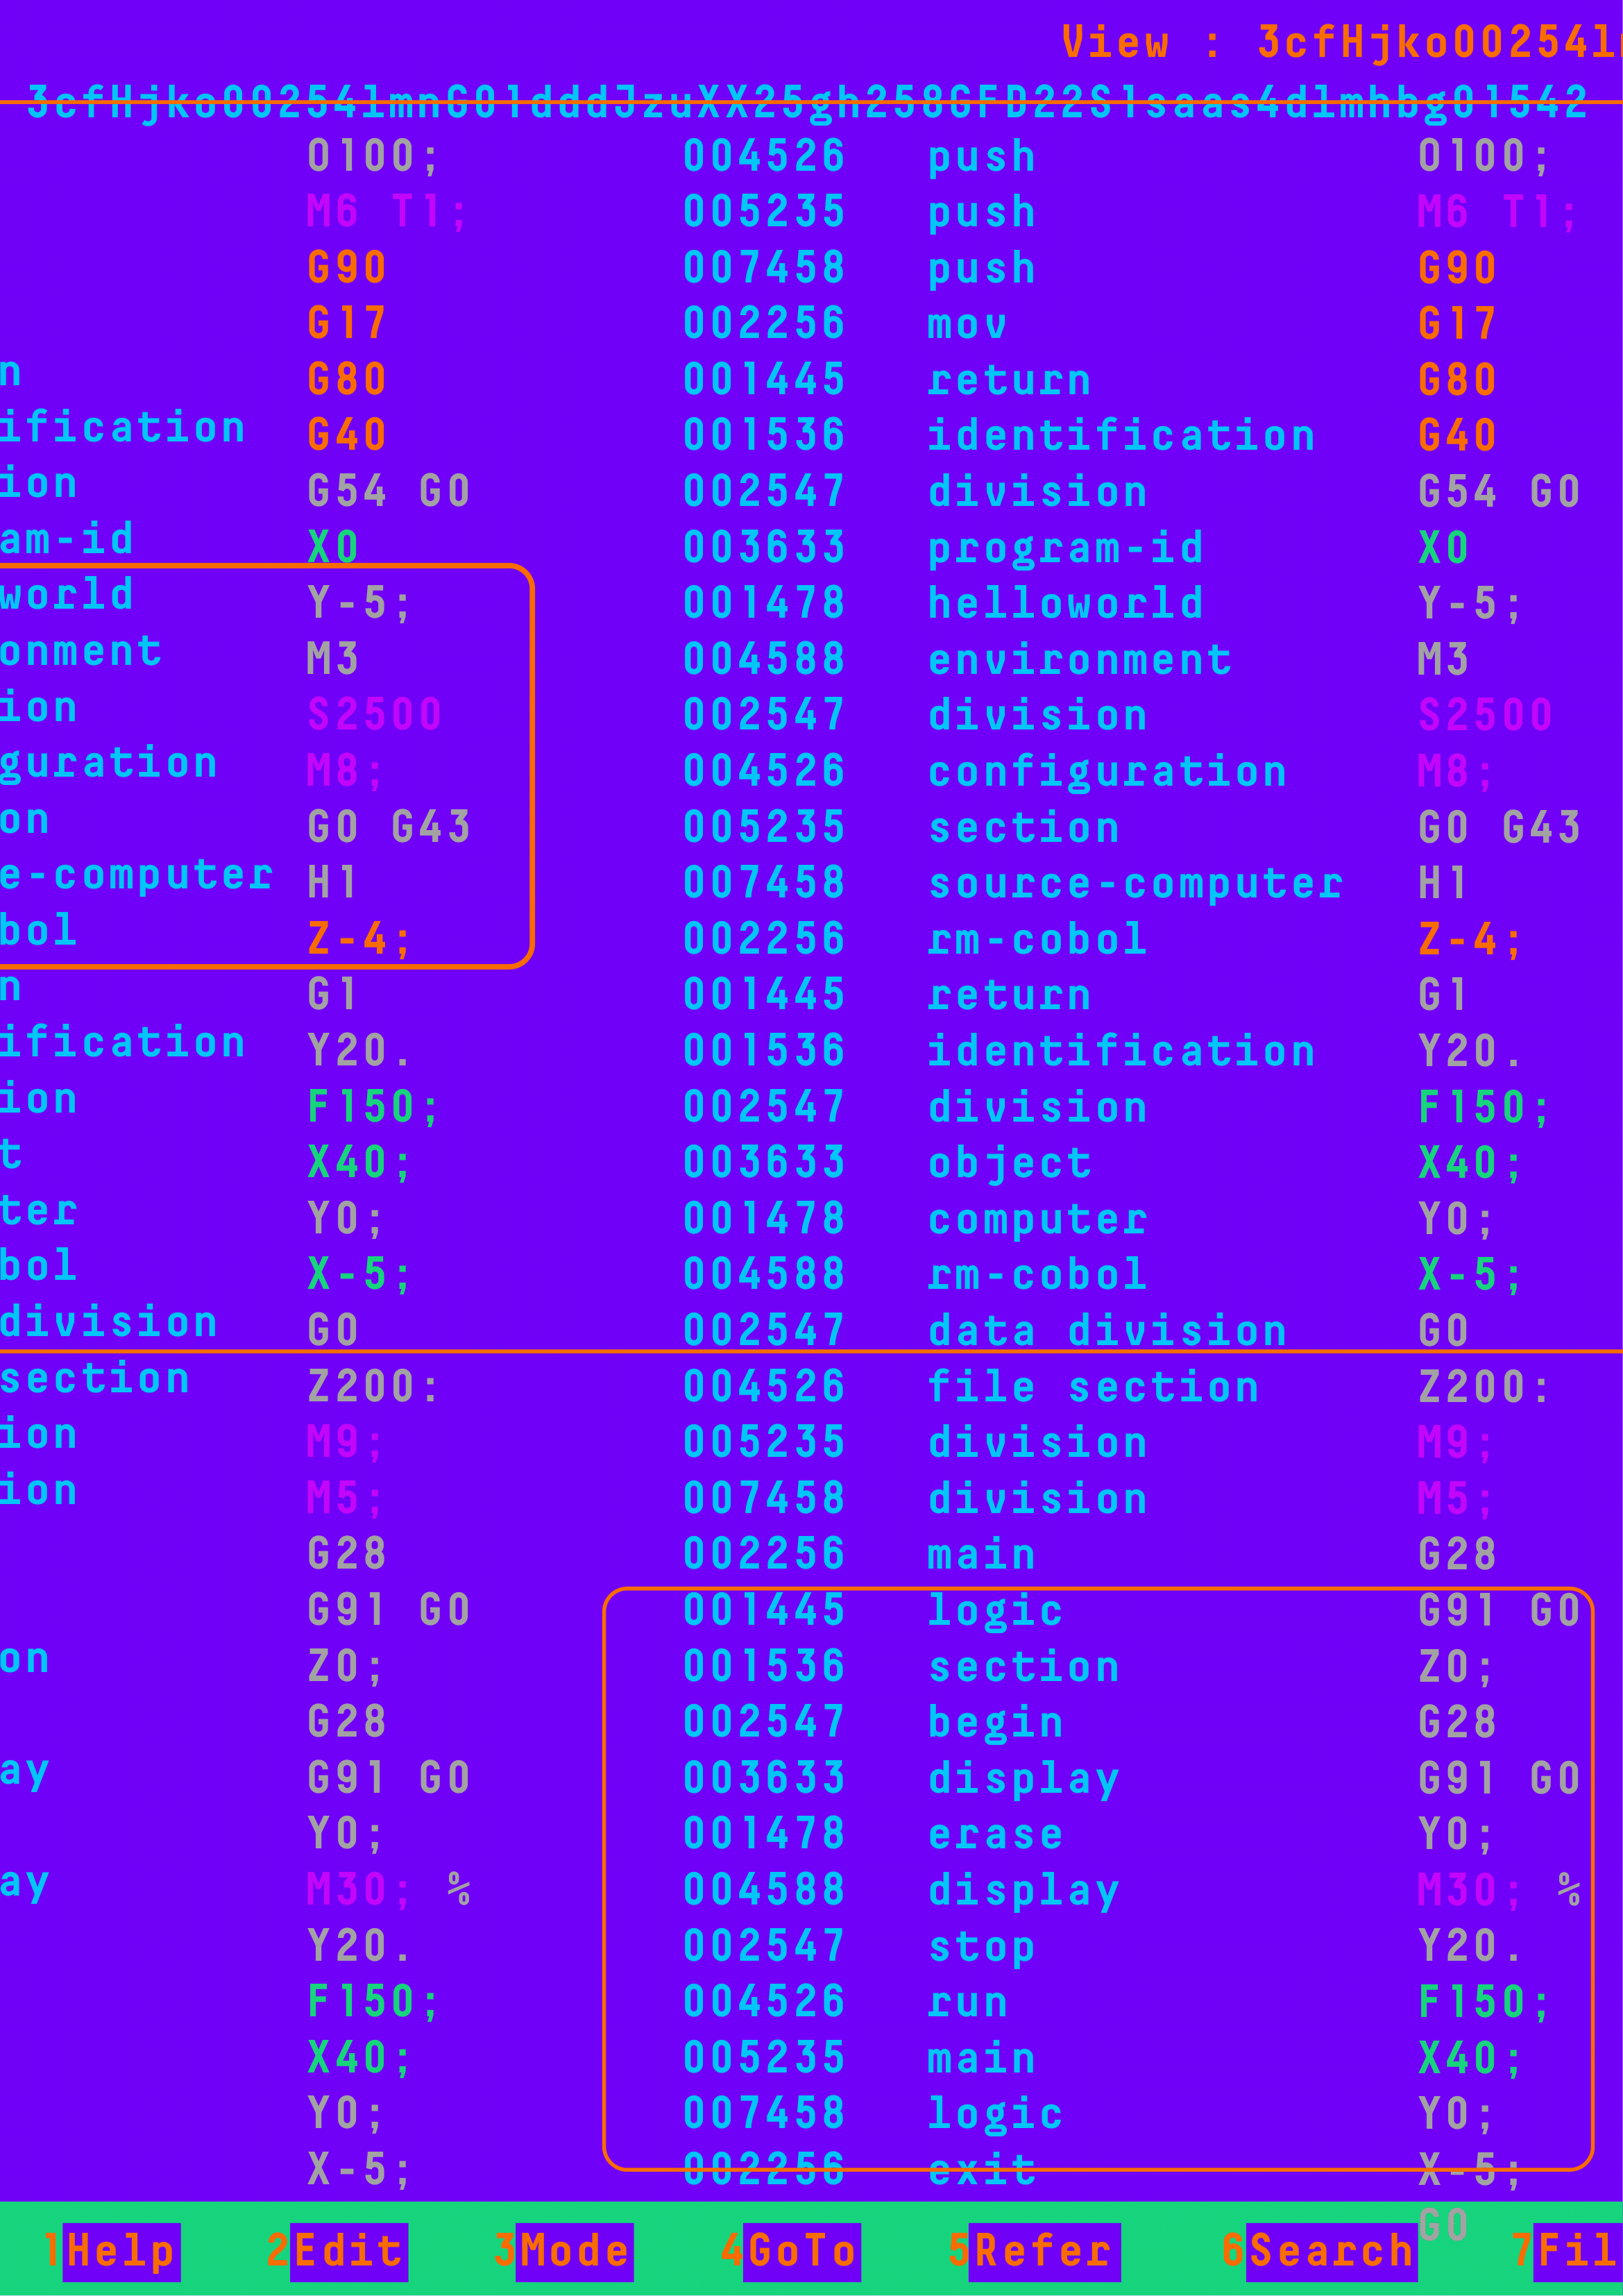 View : 3cfHjko002541
3cfHjko002541mnG01dddJzuXX25gh258GFD22S1saas4dlmhbg01542
O100; 004526 push O100;
M6 T1; 005235 push M6 T1;
G90 007458 push G90
G17 002256 mov G17
n G80 001445 return G80
ification G40 001536 identification G40
ion G54 G0 002547 division G54 G0
am-id X0 003633 program-id X0
world Y-5; 001478 helloworld Y-5;
onment M3 004588 environment M3
ion S2500 002547 division S2500
guration M8; 004526 configuration M8;
on G0 G43 005235 section G0 G43
e-computer H1 007458 source-computer H1
bol Z-4; 002256 rm-cobol Z-4;
n G1 001445 return G1
ification Y20. 001536 identification Y20.
ion F150; 002547 division F150;
t X40; 003633 object X40;
ter Y0; 001478 computer Y0;
bol X-5; 004588 rm-cobol X-5;
division G0 002547 data division G0
section Z200: 004526 file section Z200:
ion M9; 005235 division M9;
ion M5; 007458 division M5;
G28 002256 main G28
G91 G0 001445 logic G91 G0
on Z0; 001536 section Z0;
G28 002547 begin G28
ay G91 G0 003633 display G91 G0
Y0; 001478 erase Y0;
ay M30; % 004588 display M30; %
Y20. 002547 stop Y20.
F150; 004526 run F150;
X40; 005235 main X40;
Y0; 007458 logic Y0;
X-5; 002256 exit X-5;
G0
1Help 2Edit 3Mode 4GoTo 5Refer 6Search 7Fil